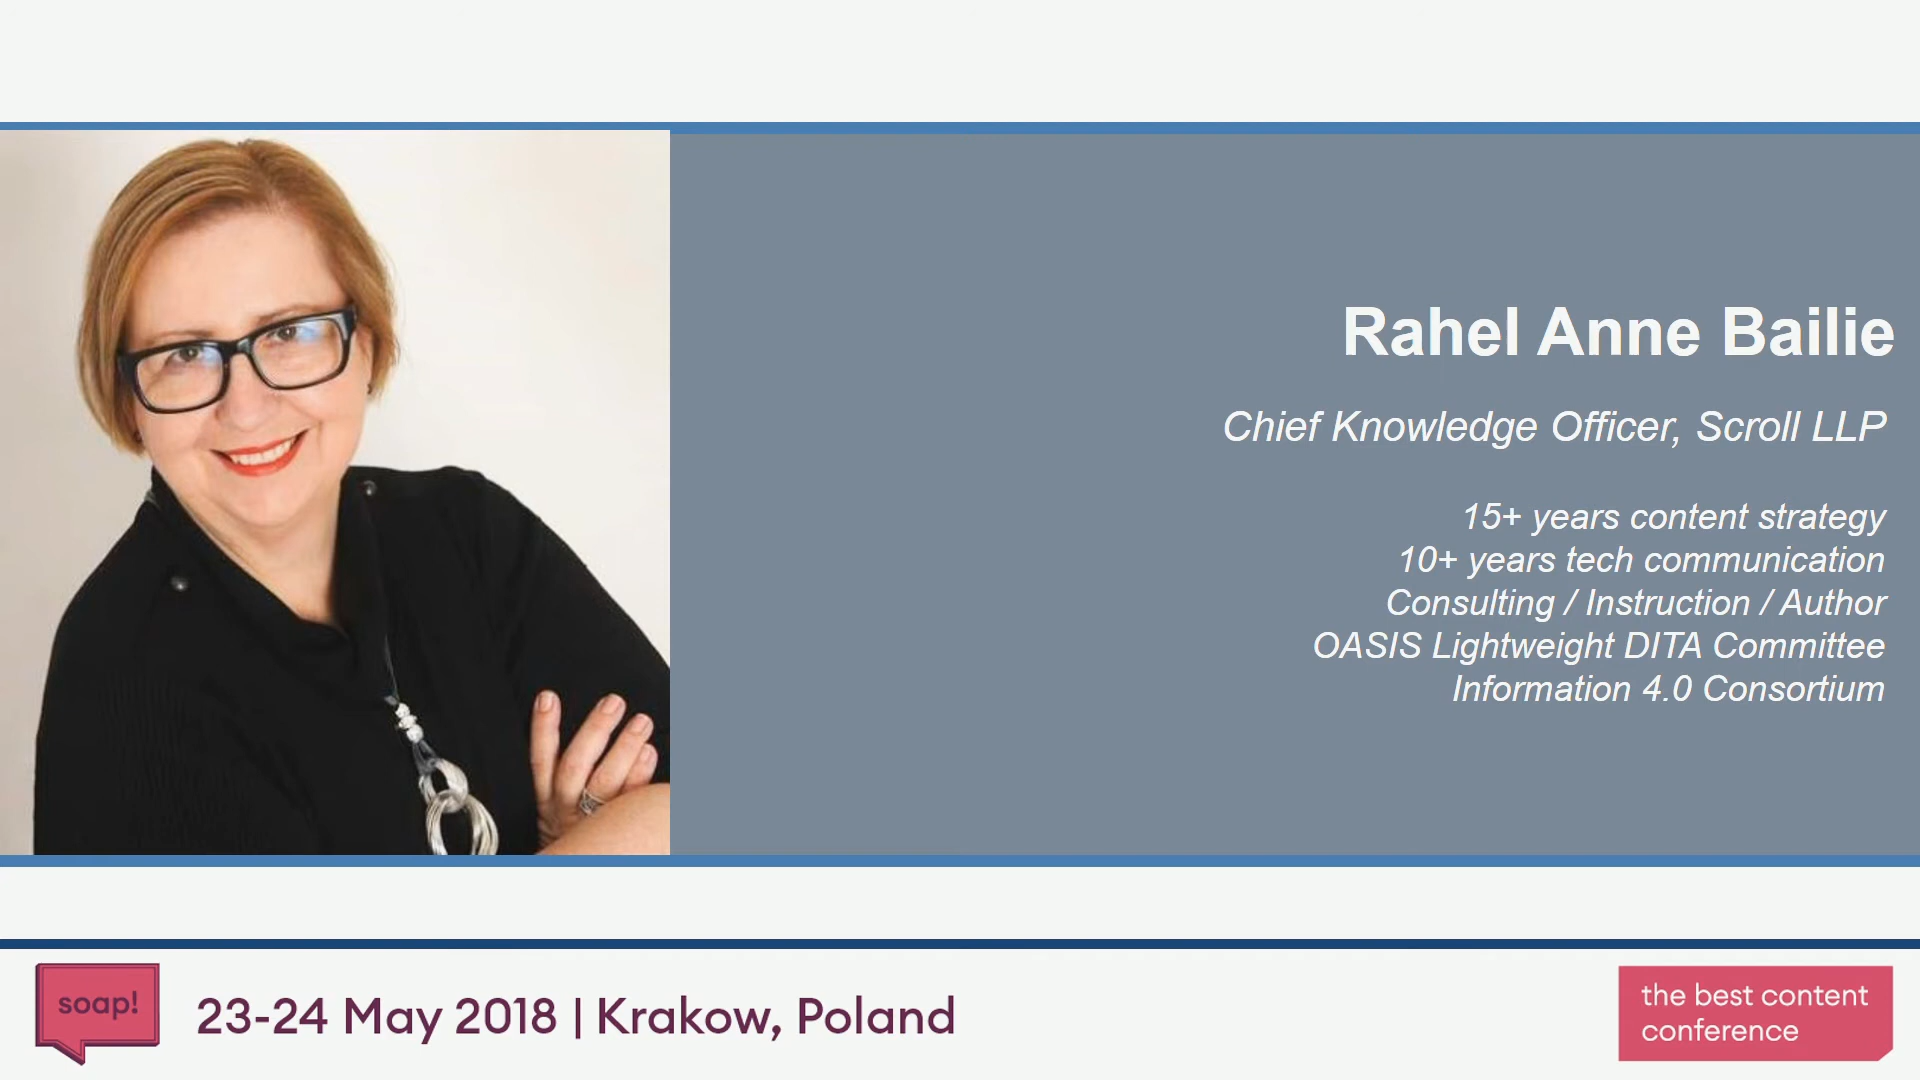 Rahel Anne Bailie
Chief Knowledge Officer, Scroll LLP
15+ years content strategy
10+ years tech communication
Consulting / Instruction / Author
OASIS Lightweight DITA Committee
Information 4.0 Consortium
soap!
23-24 May 2018 | Krakow, Poland
the best content
conference